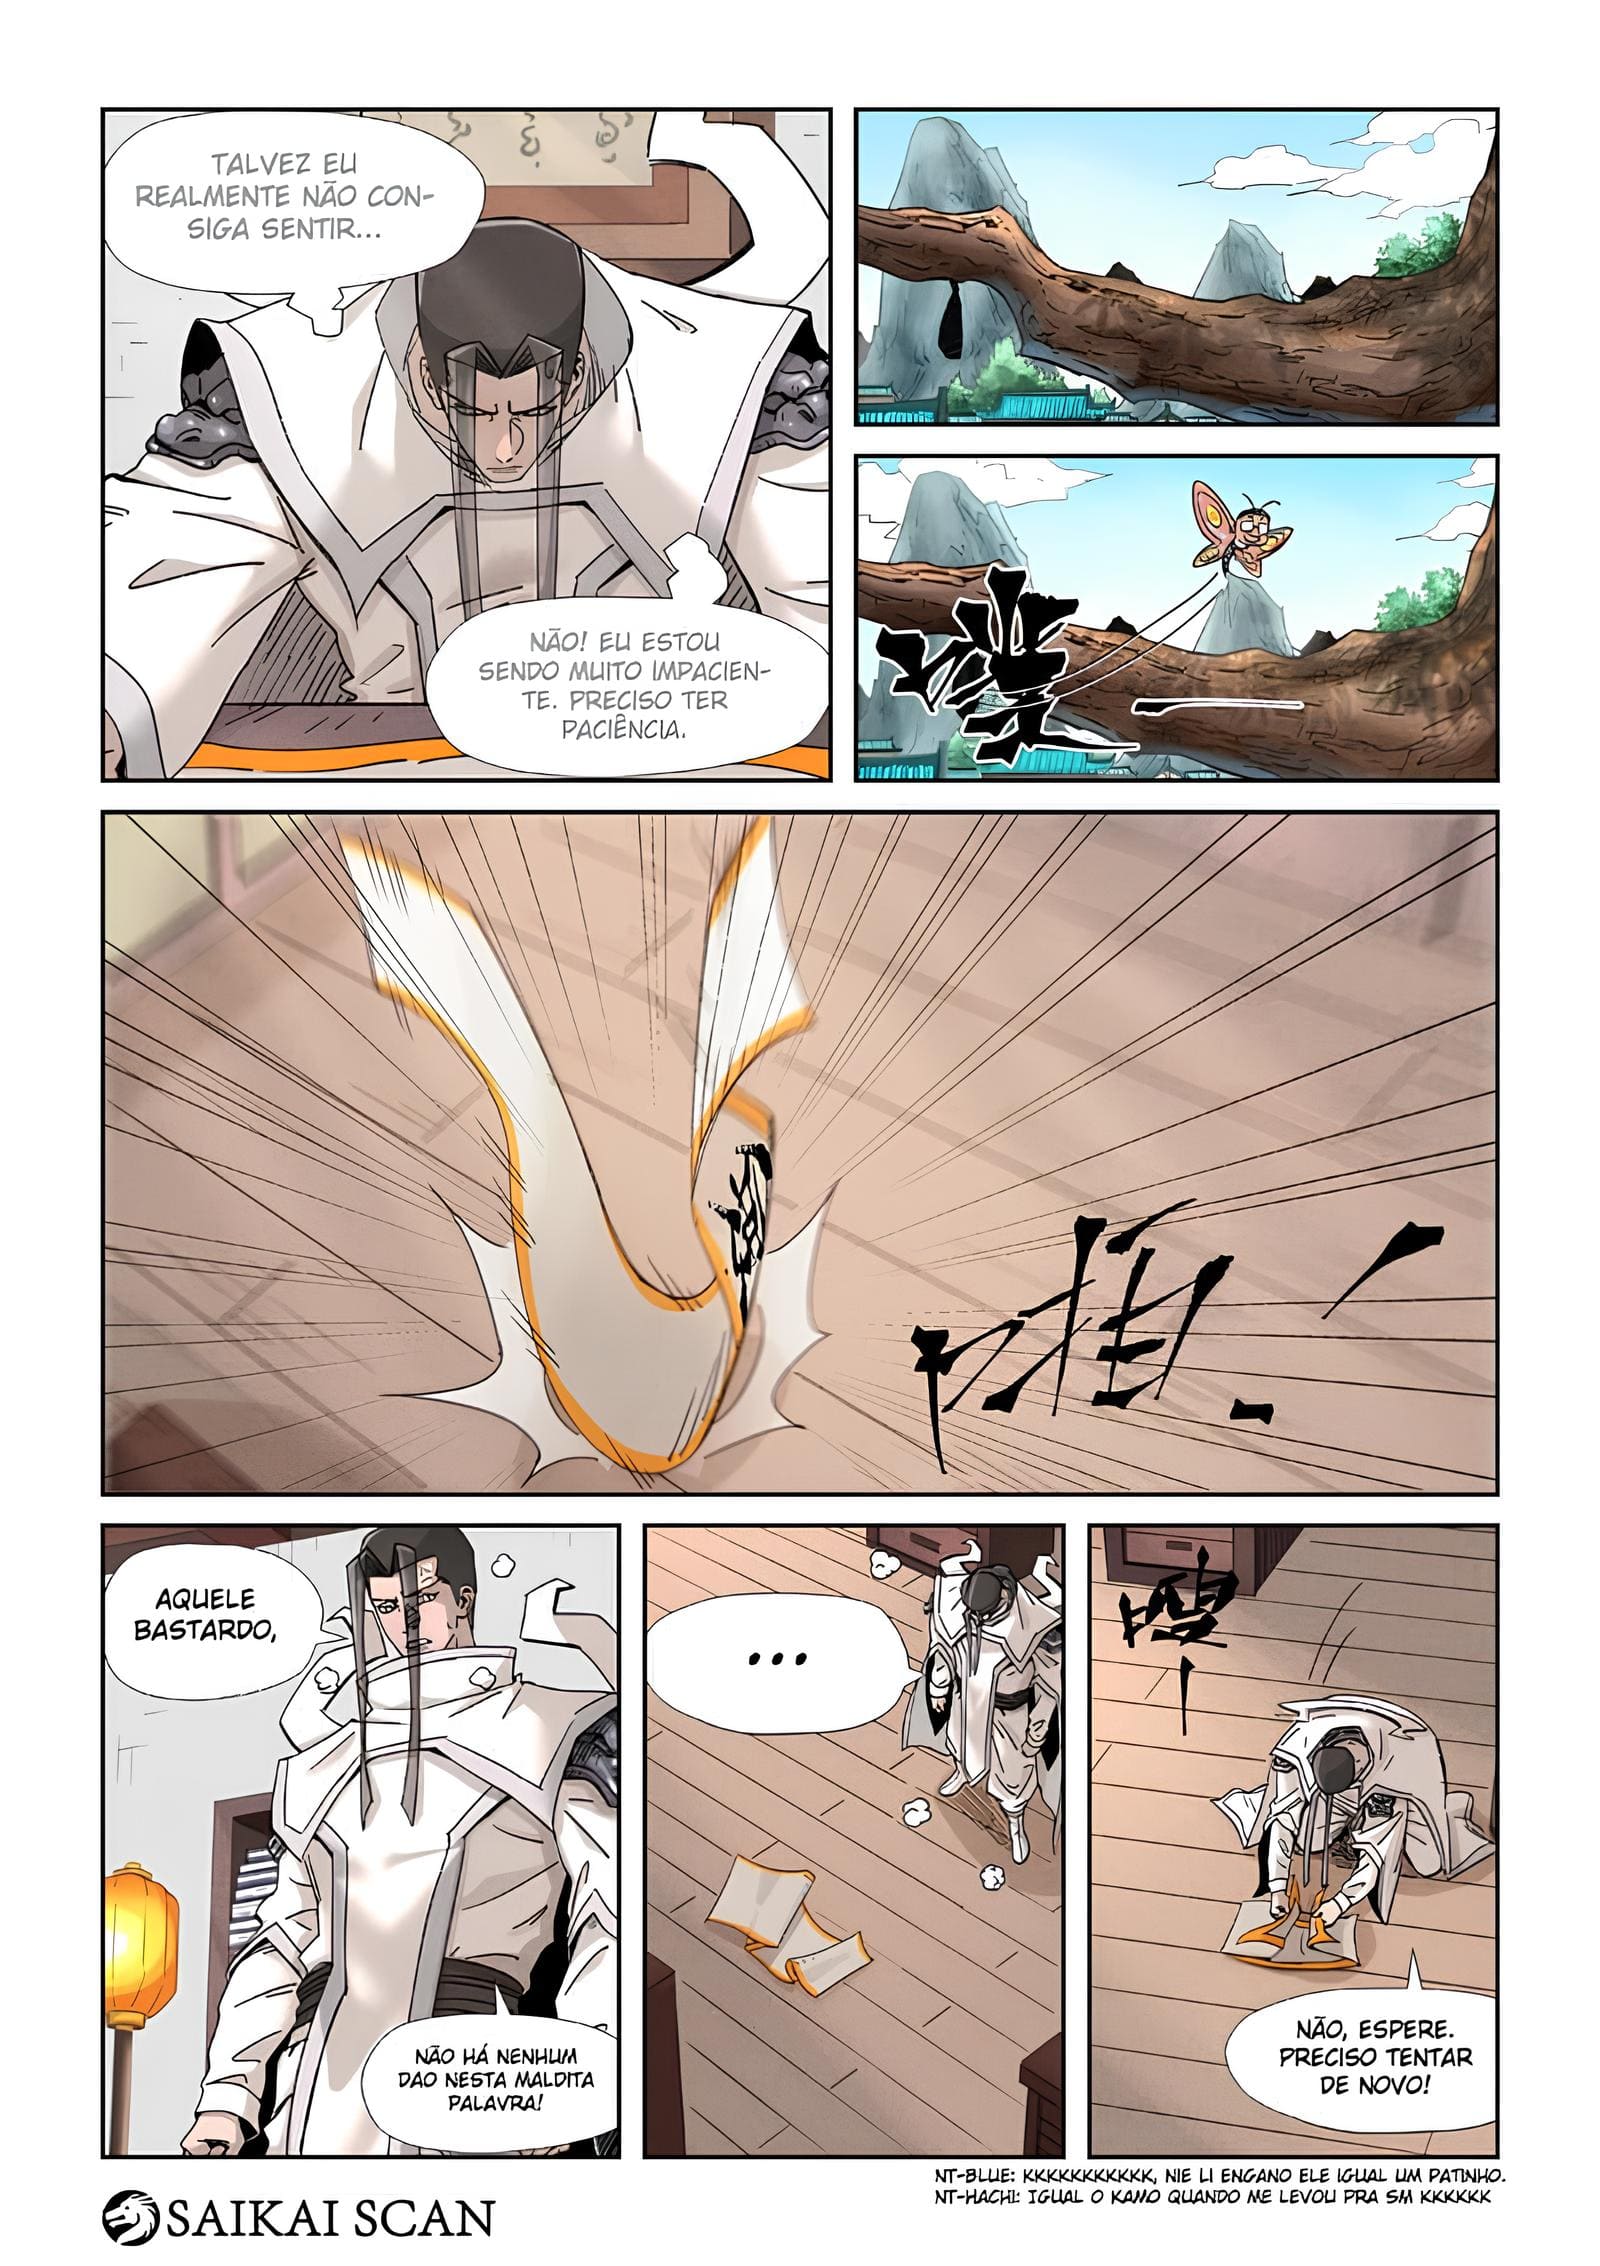 TALVEZ EU
REALMENTE NÃO CON-
SIGA SENTIR...
NÃO! EU ESTOU
SENDO MUITO IMPACIEN-
TE. PRECISO TER
PACIÊNCIA.
AQUELE
BASTARDO,
NÃO HÁ NENHUM
DAO NESTA MALDITA
PALAVRA!
...
NÃO, ESPERE.
PRECISO TENTAR
DE NOVO!
NT-BLUE: KKKKKKKKKKK, NIE LI ENGANO ELE IGUAL UM PATINHO.
NT-HACHI: IGUAL O KAMO QUANDO ME LEVOU PRA SM KKKKKK
SAIKAI SCAN